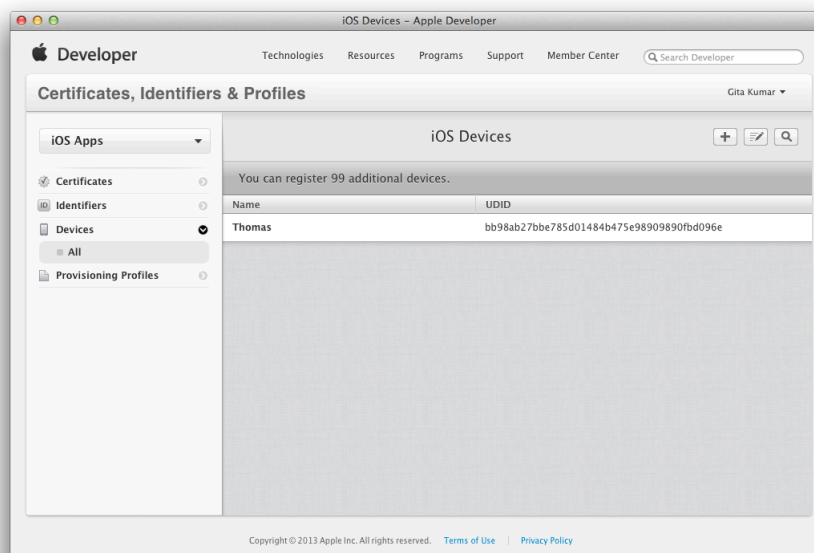 iOS Devices – Apple Developer
Developer
Technologies Resources Programs Support Member Center Search Developer
Certificates, Identifiers & Profiles
Gita Kumar
iOS Apps
iOS Devices
Certificates
You can register 99 additional devices.
ID Identifiers
Name UDID
Devices
Thomas bb98ab27bbe785d01484b475e98909890fbd096e
All
Provisioning Profiles
Copyright © 2013 Apple Inc. All rights reserved. Terms of Use | Privacy Policy